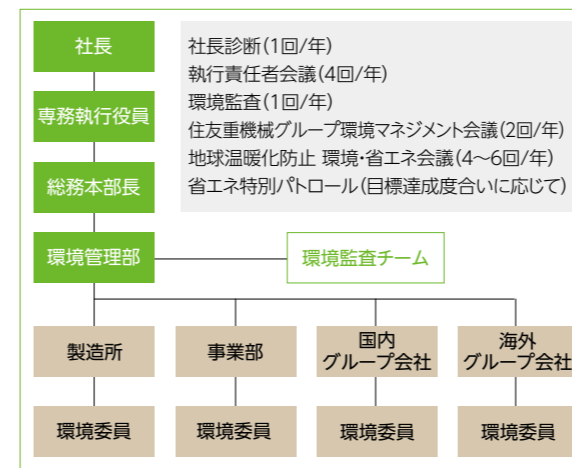 社長
専務執行役員
総務本部長
環境管理部
社長診断(1回/年)
執行責任者会議(4回/年)
環境監査(1回/年)
住友重機械グループ環境マネジメント会議(2回/年)
地球温暖化防止 環境・省エネ会議(4～6回/年)
省エネ特別パトロール(目標達成度合いに応じて)
環境監査チーム
製造所
事業部
国内
グループ会社
海外
グループ会社
環境委員
環境委員
環境委員
環境委員